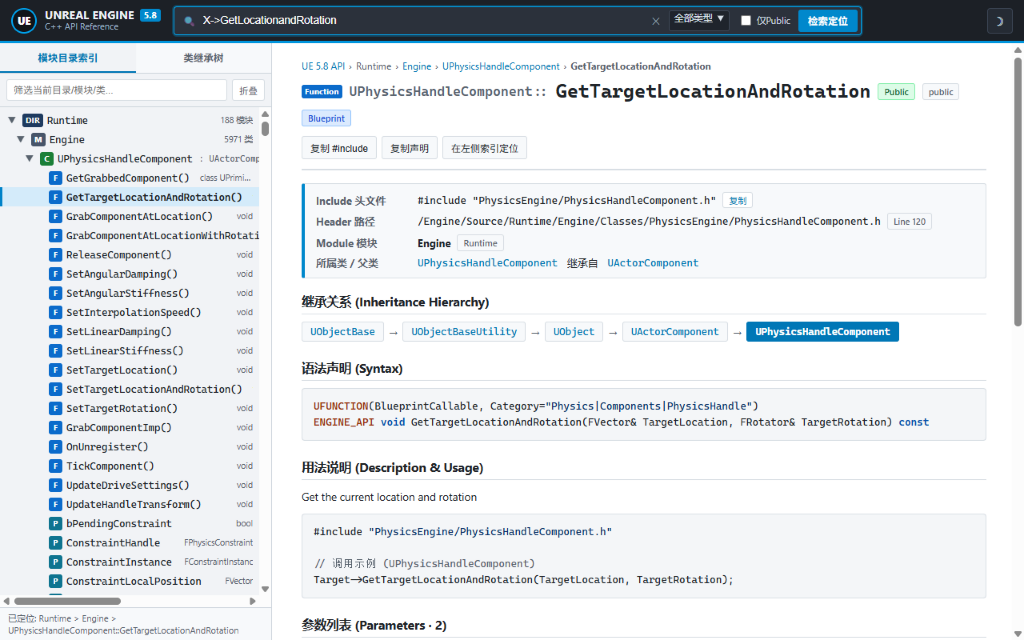 UE UNREAL ENGINE 5.8
C++ API Reference
X->GetLocationandRotation
全部类型 ▼
仅Public
检索定位
模块目录索引
类继承树
筛选当前目录/模块/类...
折叠
DIR Runtime 188 模块
M Engine 5971 类
C UPhysicsHandleComponent : UActorComp
F GetGrabbedComponent() class UPrimi...
F GetTargetLocationAndRotation()
F GrabComponentAtLocation() void
F GrabComponentAtLocationWithRotati
F ReleaseComponent() void
F SetAngularDamping() void
F SetAngularStiffness() void
F SetInterpolationSpeed() void
F SetLinearDamping() void
F SetLinearStiffness() void
F SetTargetLocation() void
F SetTargetLocationAndRotation()
F SetTargetRotation() void
F GrabComponentImp() void
F OnUnregister() void
F TickComponent() void
F UpdateDriveSettings() void
F UpdateHandleTransform() void
P bPendingConstraint bool
P ConstraintHandle FPhysicsConstraint
P ConstraintInstance FConstraintInstanc
P ConstraintLocalPosition FVector
已定位: Runtime > Engine >
UPhysicsHandleComponent::GetTargetLocationAndRotation
UE 5.8 API › Runtime › Engine › UPhysicsHandleComponent › GetTargetLocationAndRotation
Function UPhysicsHandleComponent:: GetTargetLocationAndRotation Public public
Blueprint
复制 #include
复制声明
在左侧索引定位
Include 头文件 #include "PhysicsEngine/PhysicsHandleComponent.h" 复制
Header 路径 /Engine/Source/Runtime/Engine/Classes/PhysicsEngine/PhysicsHandleComponent.h Line 120
Module 模块 Engine Runtime
所属类 / 父类 UPhysicsHandleComponent 继承自 UActorComponent
继承关系 (Inheritance Hierarchy)
UObjectBase → UObjectBaseUtility → UObject → UActorComponent → UPhysicsHandleComponent
语法声明 (Syntax)
UFUNCTION(BlueprintCallable, Category="Physics|Components|PhysicsHandle")
ENGINE_API void GetTargetLocationAndRotation(FVector& TargetLocation, FRotator& TargetRotation) const
用法说明 (Description & Usage)
Get the current location and rotation
#include "PhysicsEngine/PhysicsHandleComponent.h"
// 调用示例 (UPhysicsHandleComponent)
Target->GetTargetLocationAndRotation(TargetLocation, TargetRotation);
参数列表 (Parameters · 2)